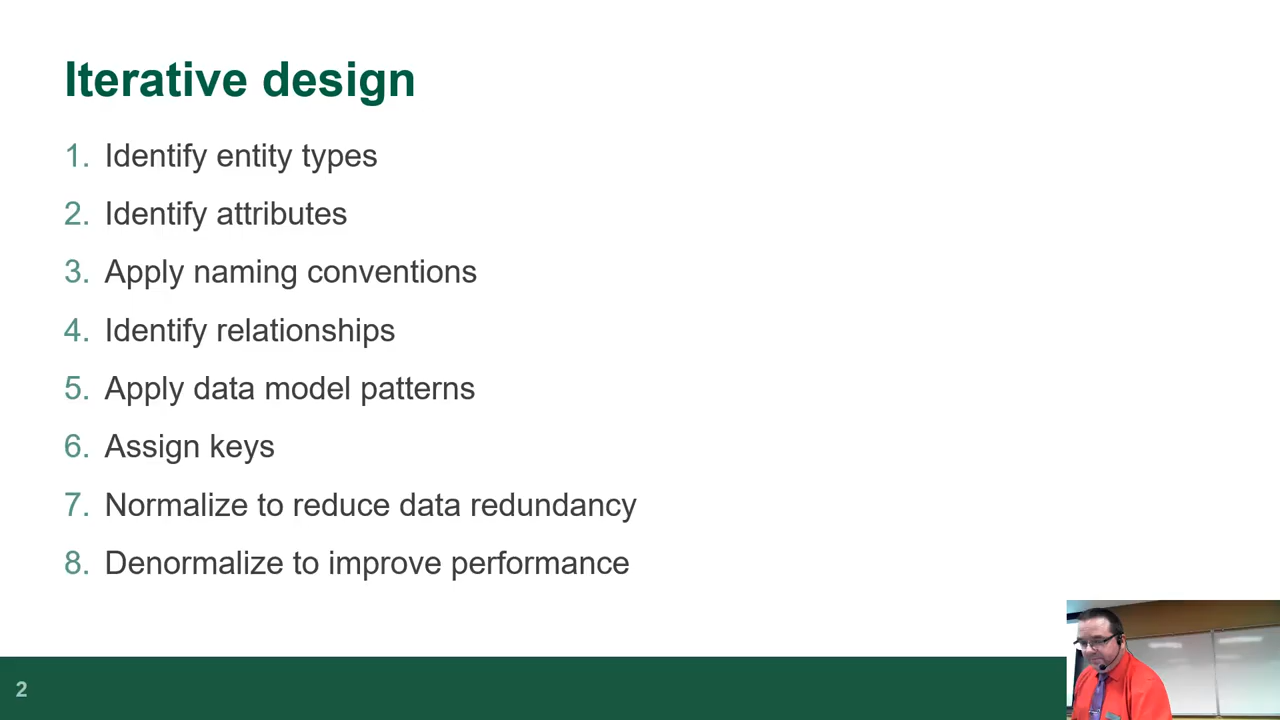 Iterative design
1. Identify entity types
2. Identify attributes
3. Apply naming conventions
4. Identify relationships
5. Apply data model patterns
6. Assign keys
7. Normalize to reduce data redundancy
8. Denormalize to improve performance
2